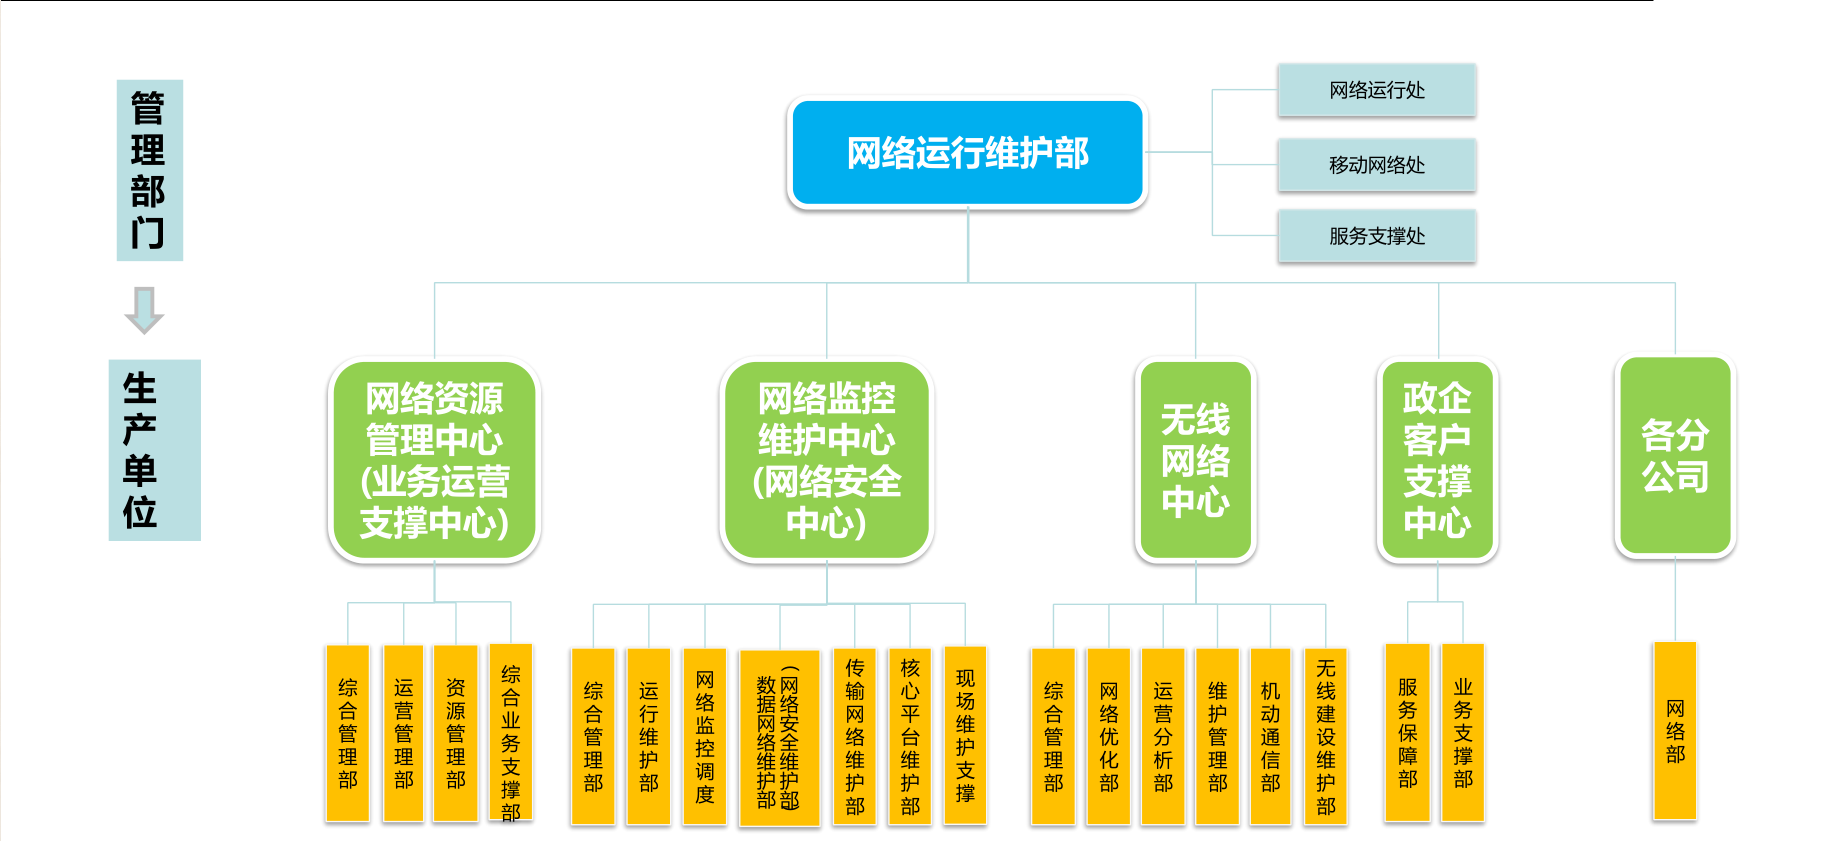 管理部门
网络运行维护部
网络运行处
移动网络处
服务支撑处
生产单位
网络资源
管理中心
(业务运营
支撑中心)
网络监控
维护中心
(网络安全
中心)
无线
网络
中心
政企
客户
支撑
中心
各分
公司
综合管理部
运营管理部
资源管理部
综合业务支撑部
综合管理部
运行维护部
网络监控调度
数据网络维护部
(网络安全维护部)
传输网络维护部
核心平台维护部
现场维护支撑
综合管理部
网络优化部
运营分析部
维护管理部
机动通信部
无线建设维护部
服务保障部
业务支撑部
网络部